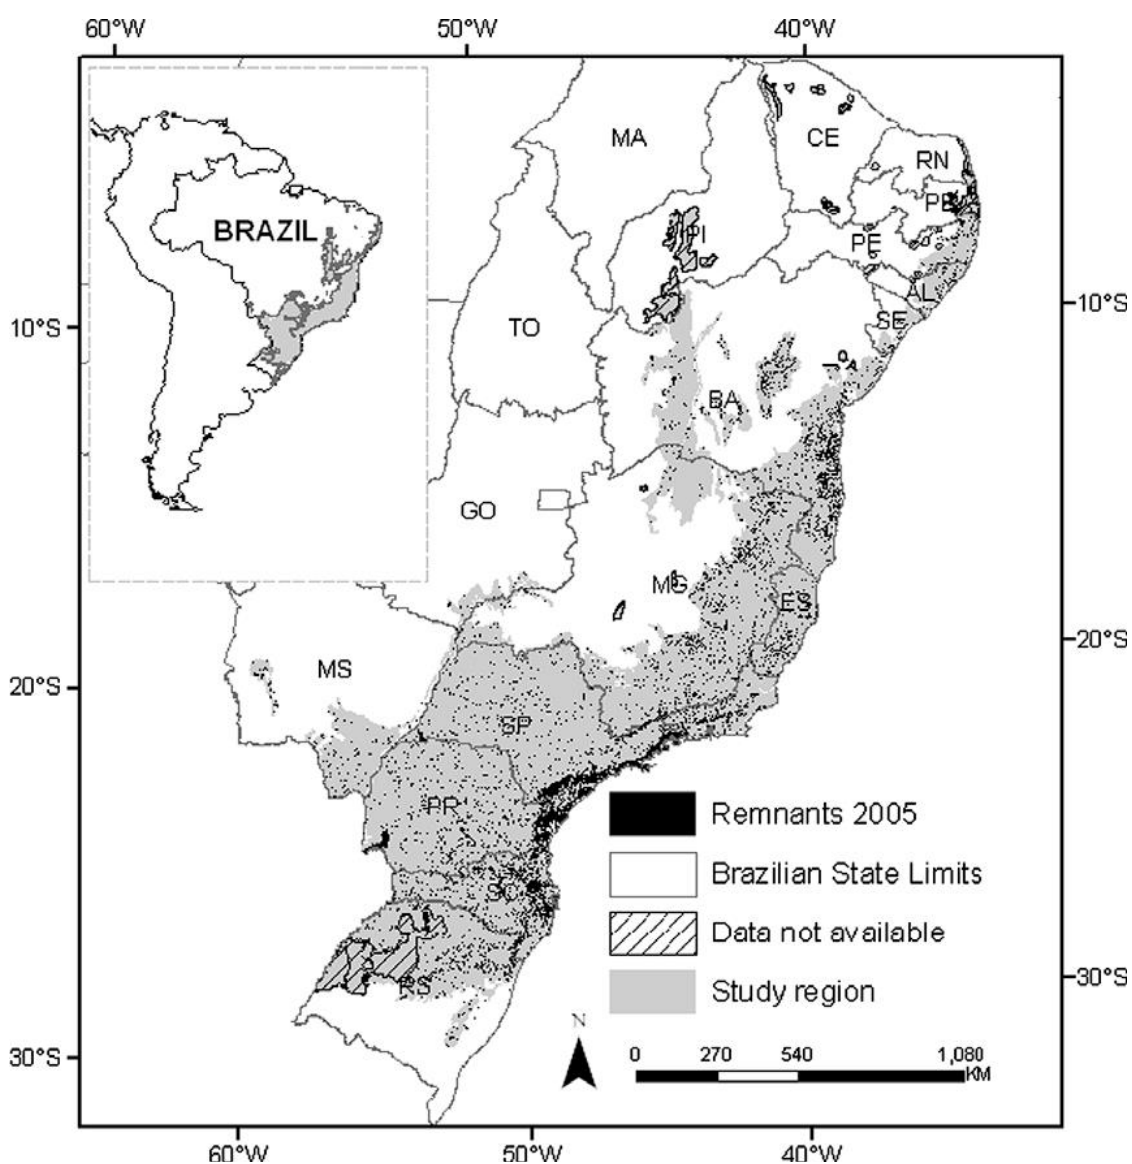 60°W 50°W 40°W
MA
CE
RN
PB
BRAZIL
PI
PE
AL
10°S
10°S
SE
TO
BA
GO
MG
ES
20°S
MS
20°S
SP
PR
Remnants 2005
Brazilian State Limits
SC
Data not available
30°S
RS
Study region
N
0 270 540 1,080
KM
30°S
60°W 50°W 40°W